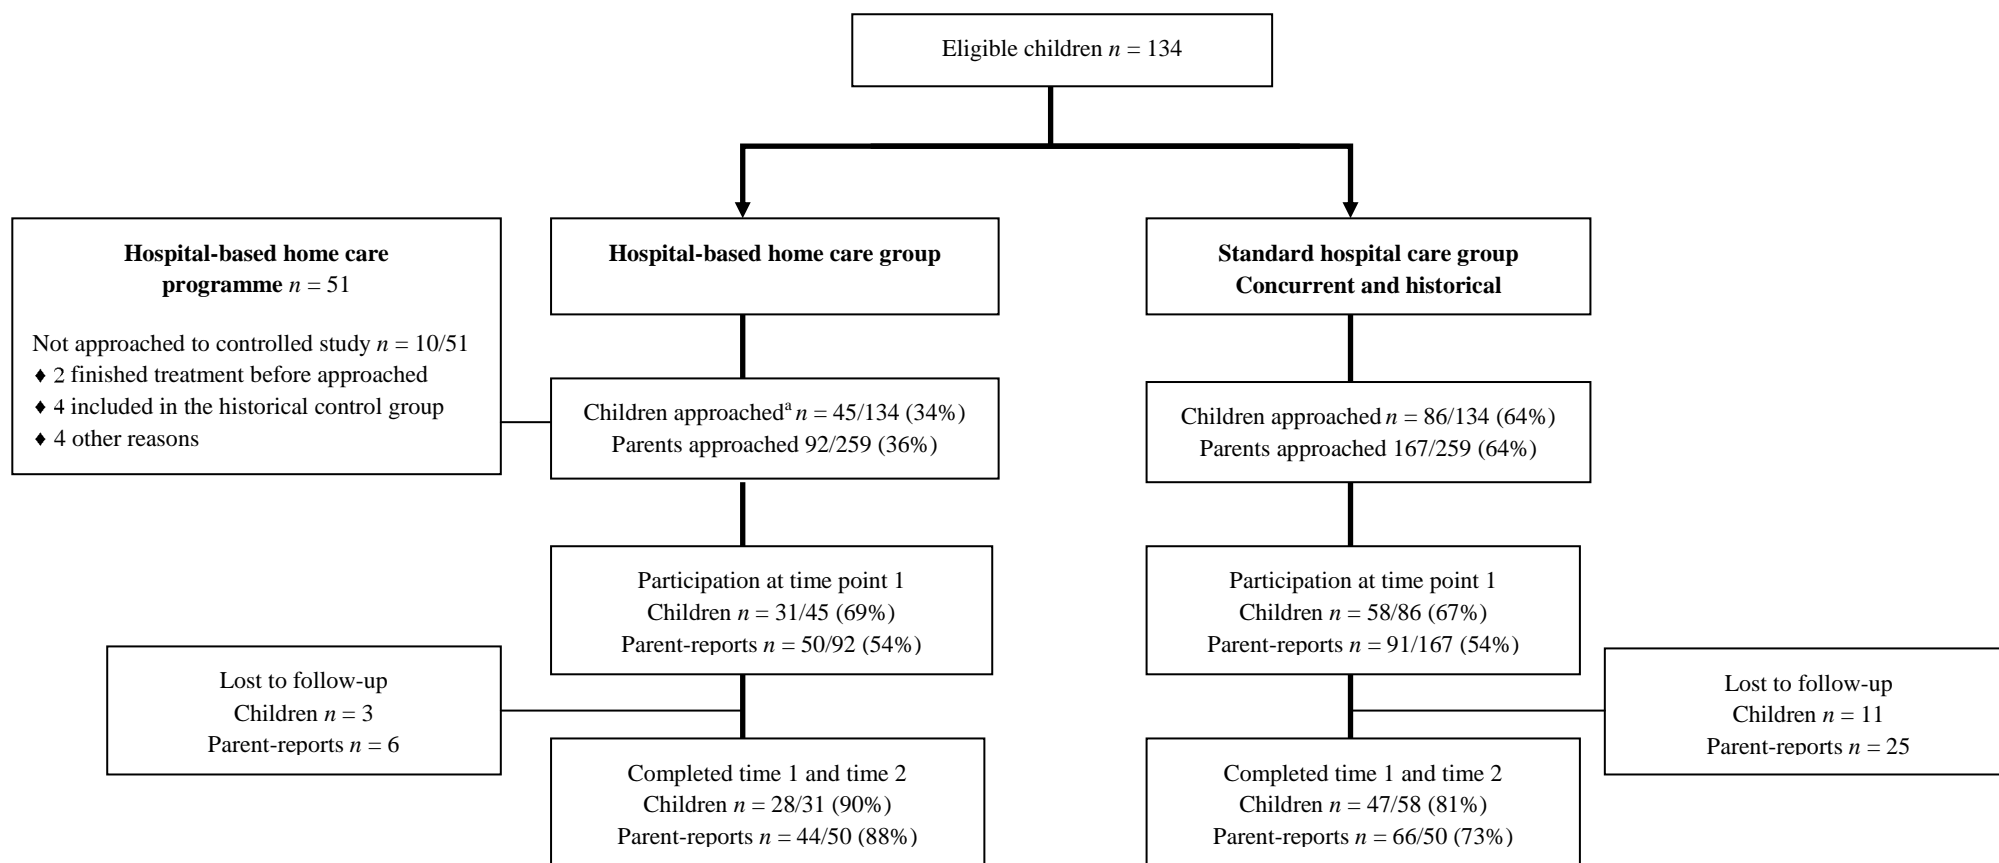 Eligible children n = 134
Hospital-based home care
programme n = 51
Not approached to controlled study n = 10/51
♦ 2 finished treatment before approached
♦ 4 included in the historical control group
♦ 4 other reasons
Hospital-based home care group
Standard hospital care group
Concurrent and historical
Children approachedᵃ n = 45/134 (34%)
Parents approached 92/259 (36%)
Children approached n = 86/134 (64%)
Parents approached 167/259 (64%)
Participation at time point 1
Children n = 31/45 (69%)
Parent-reports n = 50/92 (54%)
Participation at time point 1
Children n = 58/86 (67%)
Parent-reports n = 91/167 (54%)
Lost to follow-up
Children n = 3
Parent-reports n = 6
Lost to follow-up
Children n = 11
Parent-reports n = 25
Completed time 1 and time 2
Children n = 28/31 (90%)
Parent-reports n = 44/50 (88%)
Completed time 1 and time 2
Children n = 47/58 (81%)
Parent-reports n = 66/50 (73%)